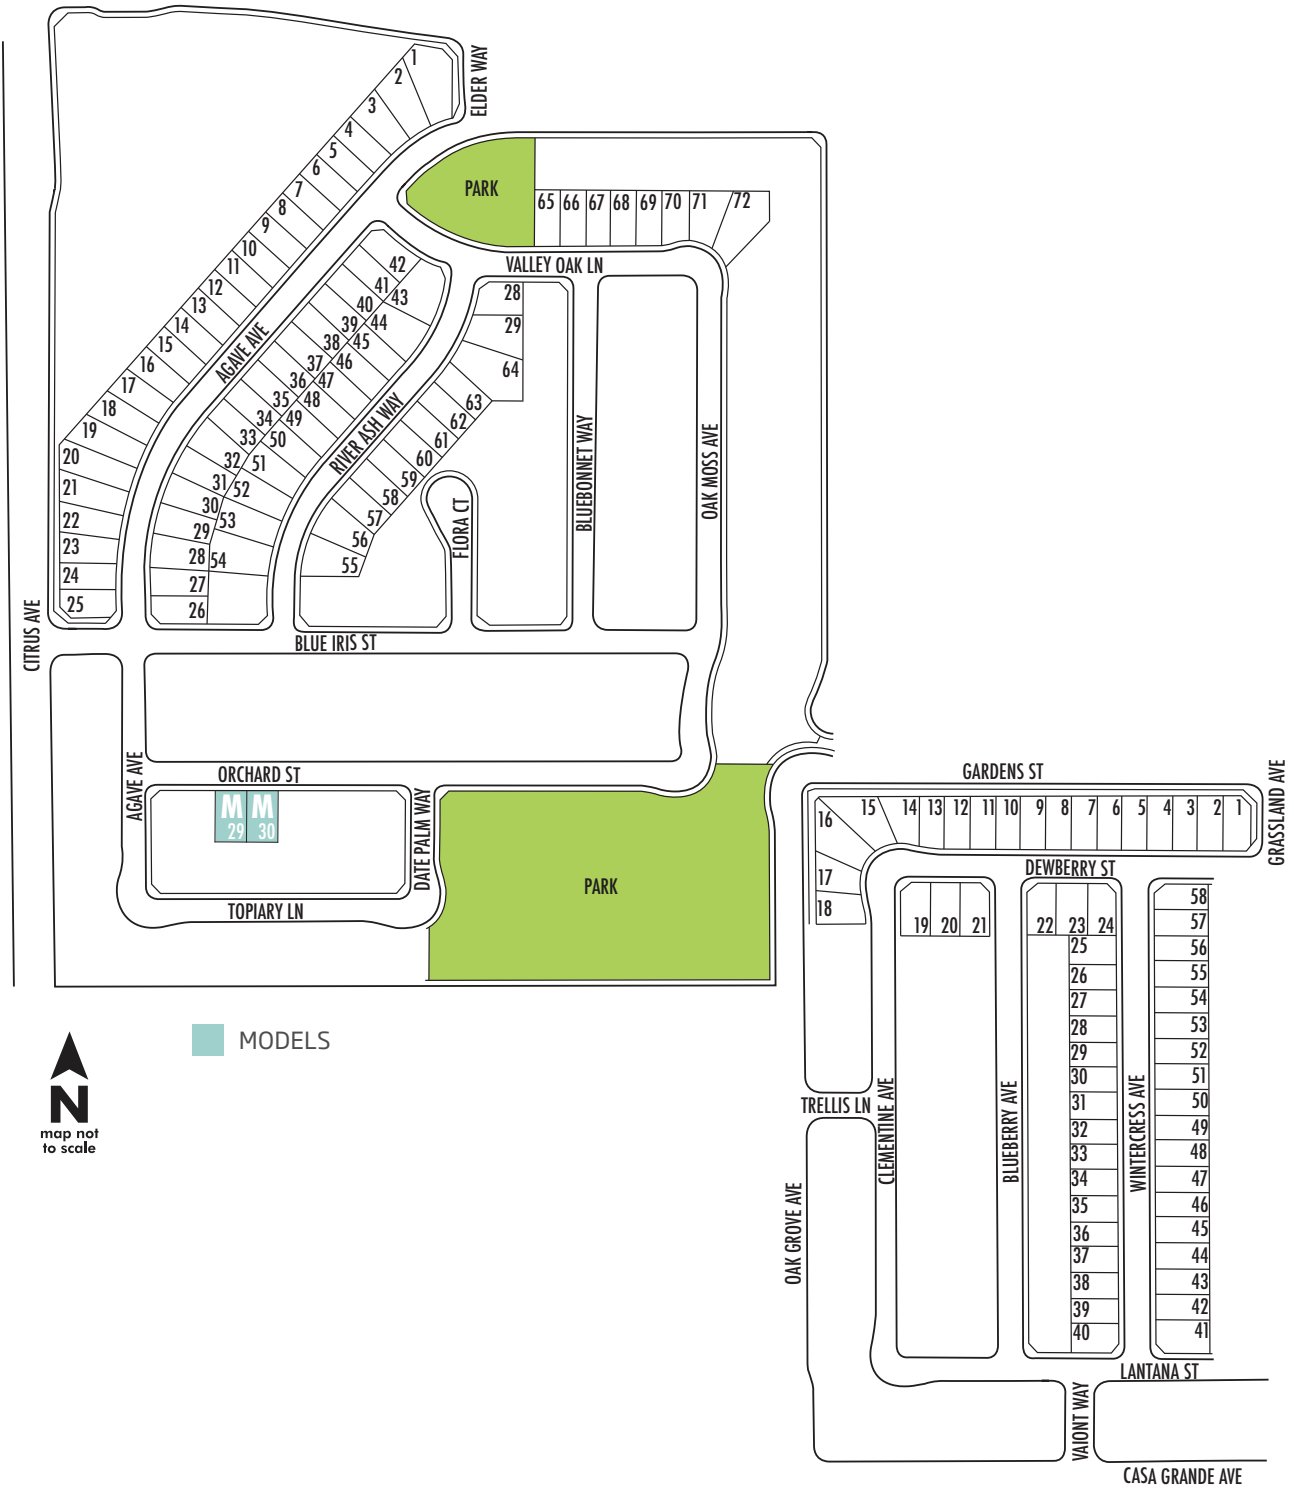 ELDER WAY
1
2
3
4
5
6
7
8
9
10
11
12
13
14
15
16
17
18
19
20
21
22
23
24
25
CITRUS AVE
AGAVE AVE
PARK
65 66 67 68 69 70 71 72
VALLEY OAK LN
42
41
40
39
38
37
36
35
34
33
32
31
30
29
28
27
26
43
44
45
46
47
48
49
50
51
52
53
54
RIVER ASH WAY
28
29
64
63
62
61
60
59
58
57
56
55
FLORA CT
BLUEBONNET WAY
OAK MOSS AVE
BLUE IRIS ST
AGAVE AVE
ORCHARD ST
M M
29 30
DATE PALM WAY
TOPIARY LN
PARK
MODELS
N
map not
to scale
GARDENS ST
GRASSLAND AVE
16 15 14 13 12 11 10 9 8 7 6 5 4 3 2 1
17
18
DEWBERRY ST
19 20 21
22 23 24
25
26
27
28
29
30
31
32
33
34
35
36
37
38
39
40
58
57
56
55
54
53
52
51
50
49
48
47
46
45
44
43
42
41
TRELLIS LN
CLEMENTINE AVE
BLUEBERRY AVE
WINTERCRESS AVE
OAK GROVE AVE
LANTANA ST
VAIONT WAY
CASA GRANDE AVE